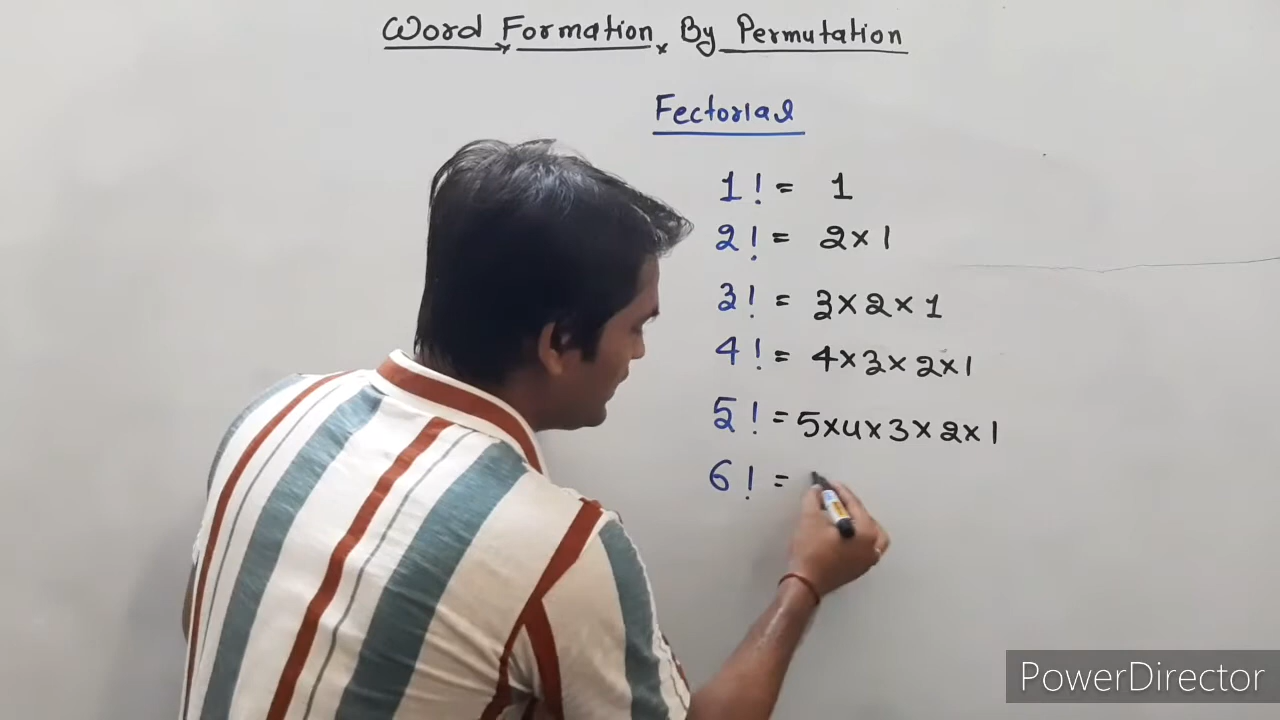 Word Formation By Permutation
Fectorial
1! = 1
2! = 2×1
3! = 3×2×1
4! = 4×3×2×1
5! = 5×4×3×2×1
6! =
PowerDirector